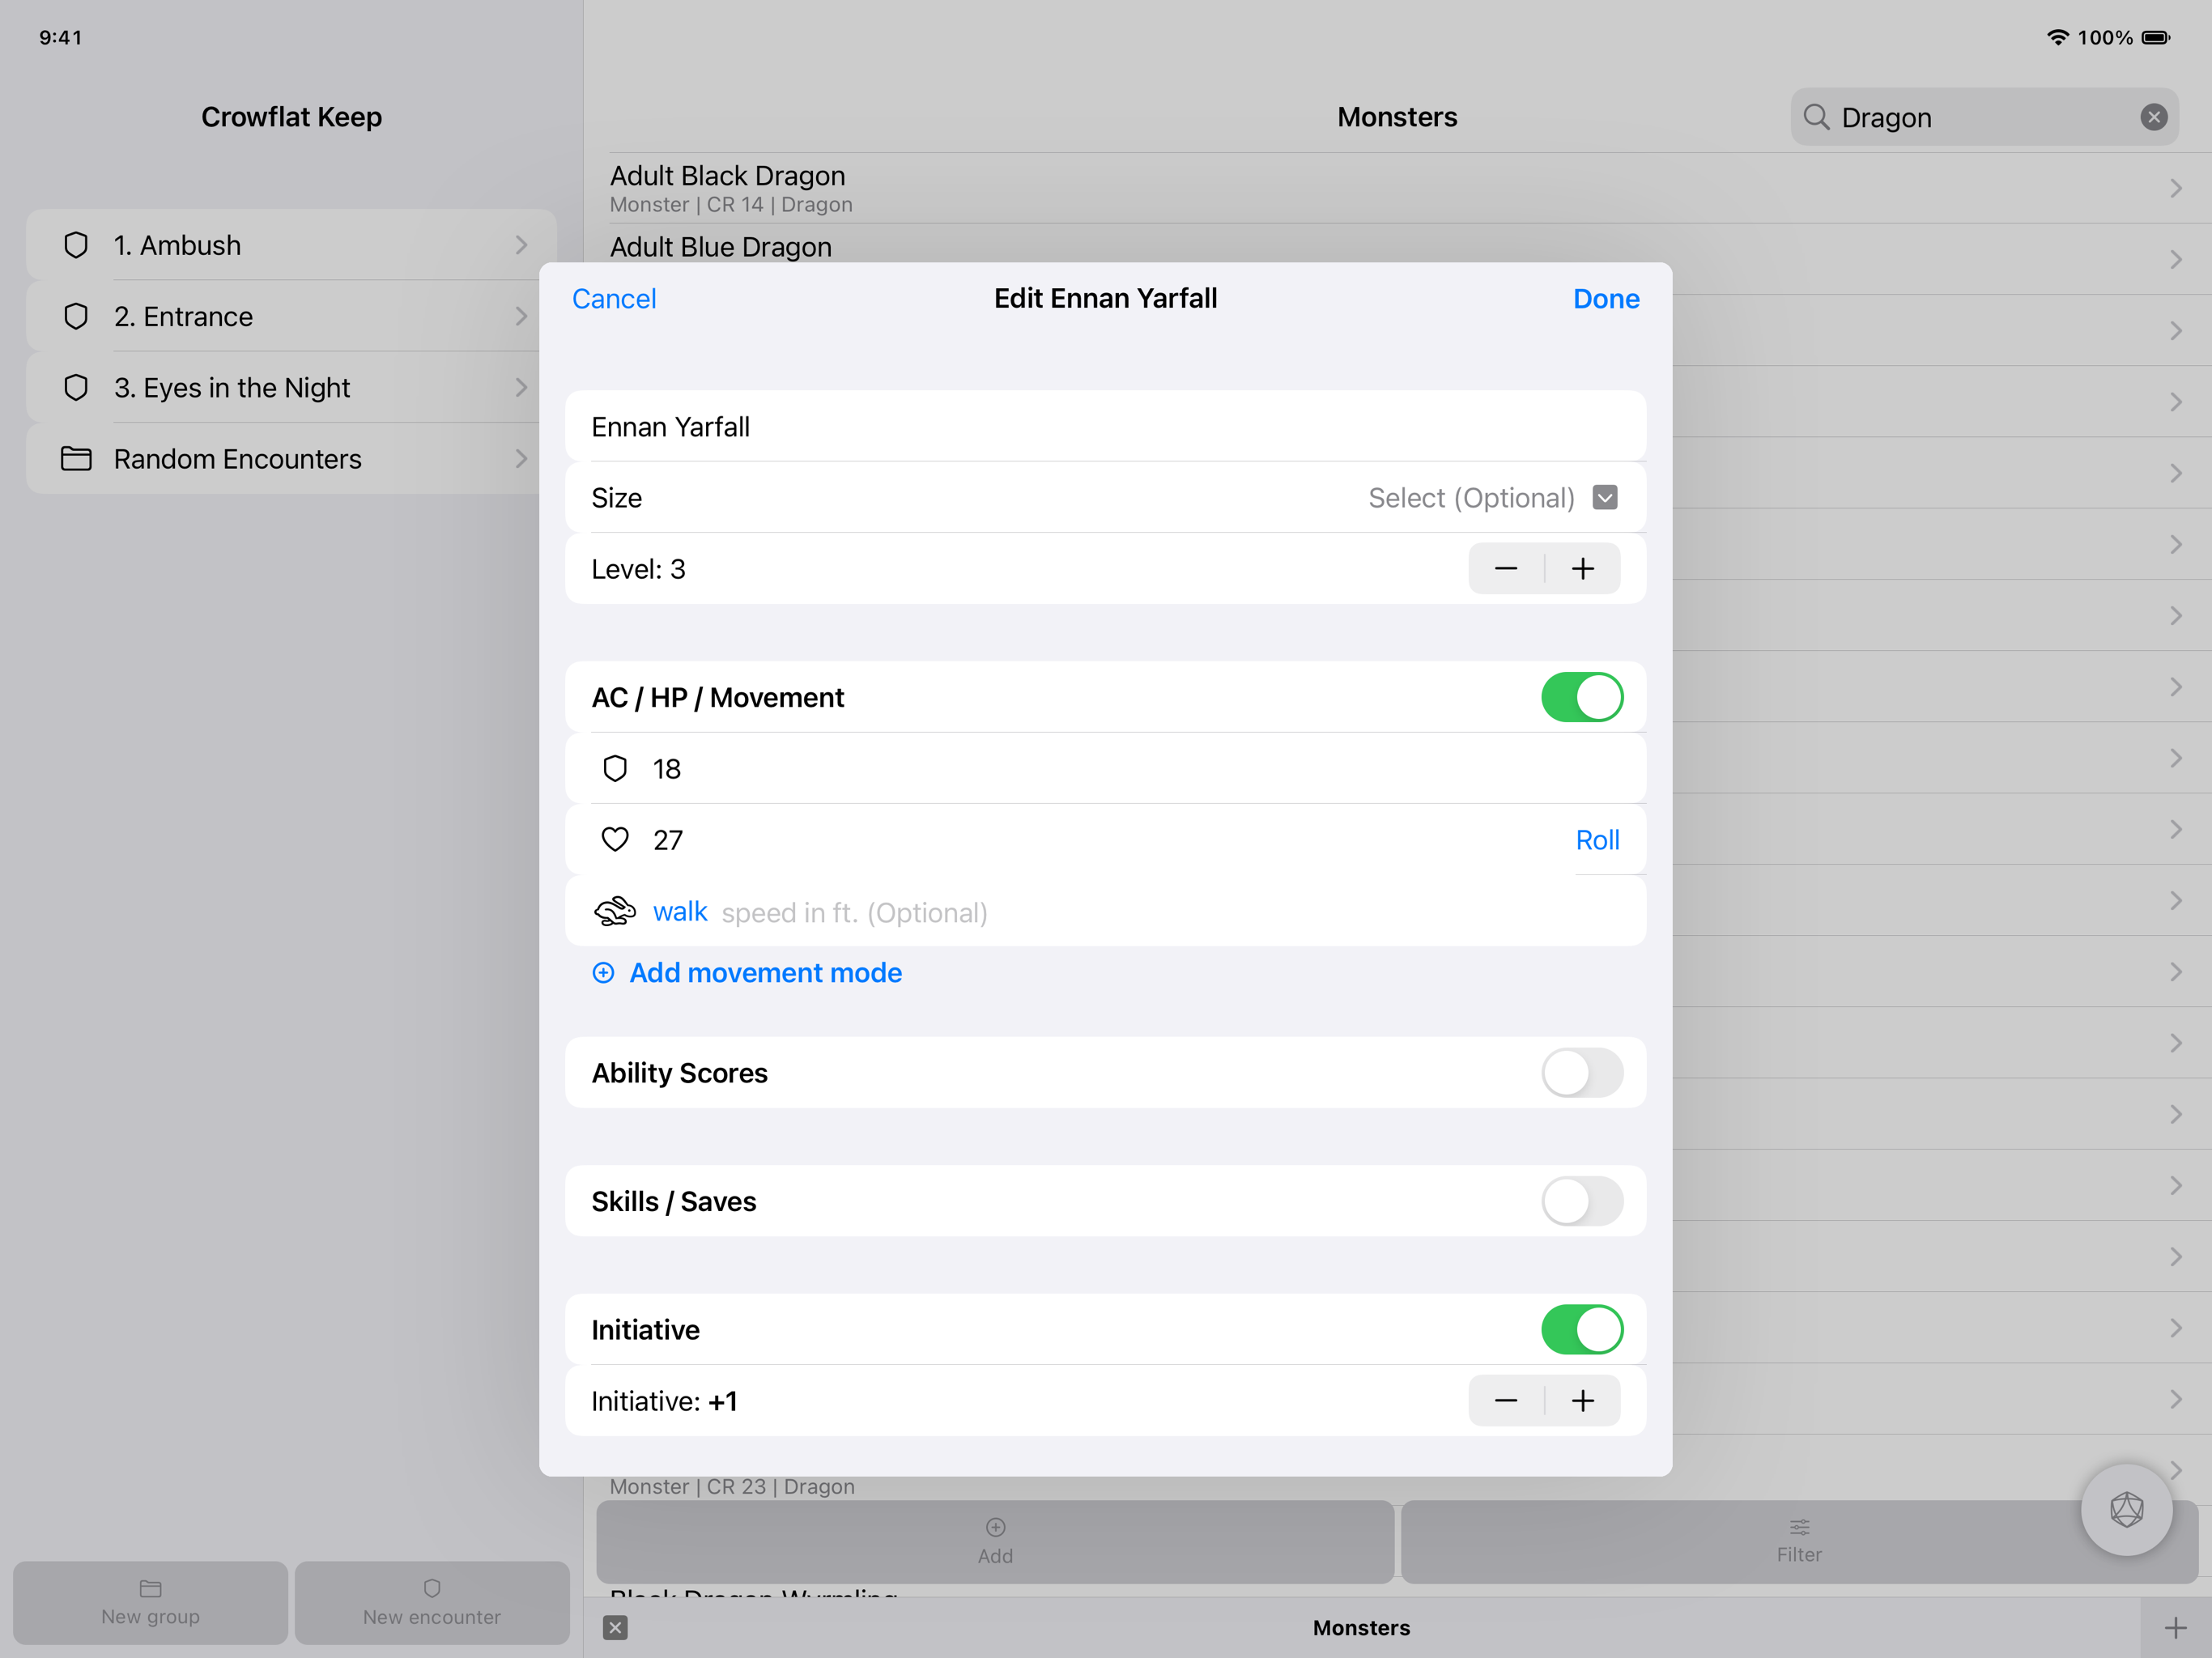 9:41
100%
Crowflat Keep
1. Ambush
2. Entrance
3. Eyes in the Night
Random Encounters
New group
New encounter
Monsters
Dragon
Adult Black Dragon
Monster | CR 14 | Dragon
Adult Blue Dragon
Cancel
Edit Ennan Yarfall
Done
Ennan Yarfall
Size
Select (Optional)
Level: 3
AC / HP / Movement
18
27
Roll
walk speed in ft. (Optional)
Add movement mode
Ability Scores
Skills / Saves
Initiative
Initiative: +1
Monster | CR 23 | Dragon
Add
Filter
Black Dragon Wyrmling
Monsters